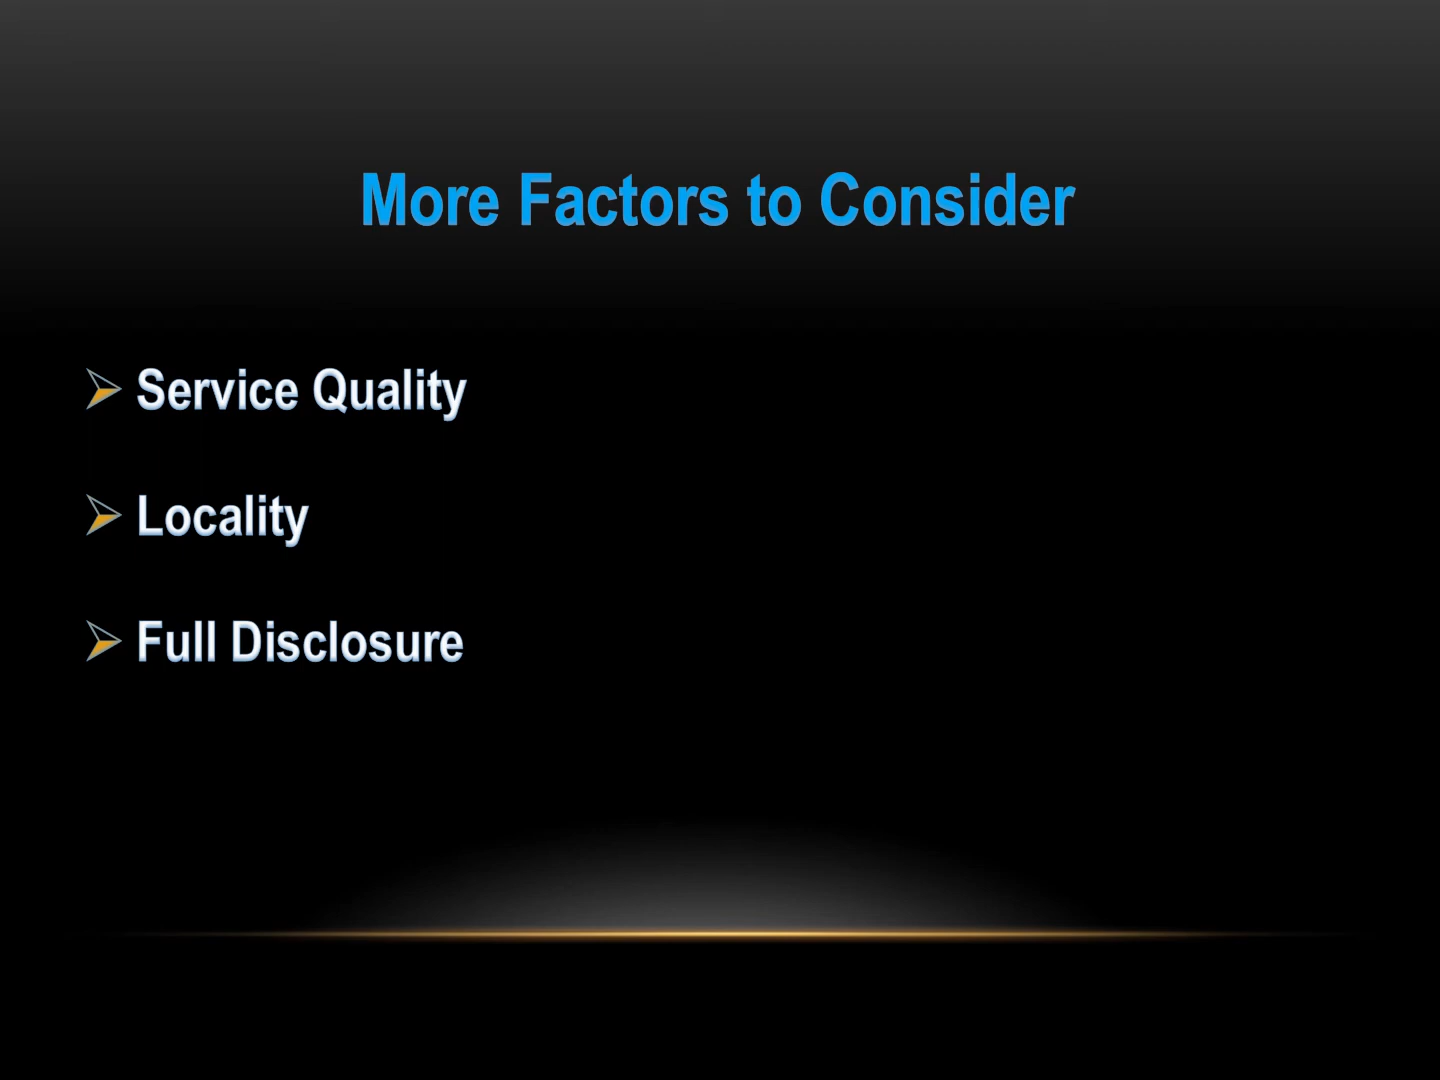 More Factors to Consider
Service Quality
Locality
Full Disclosure